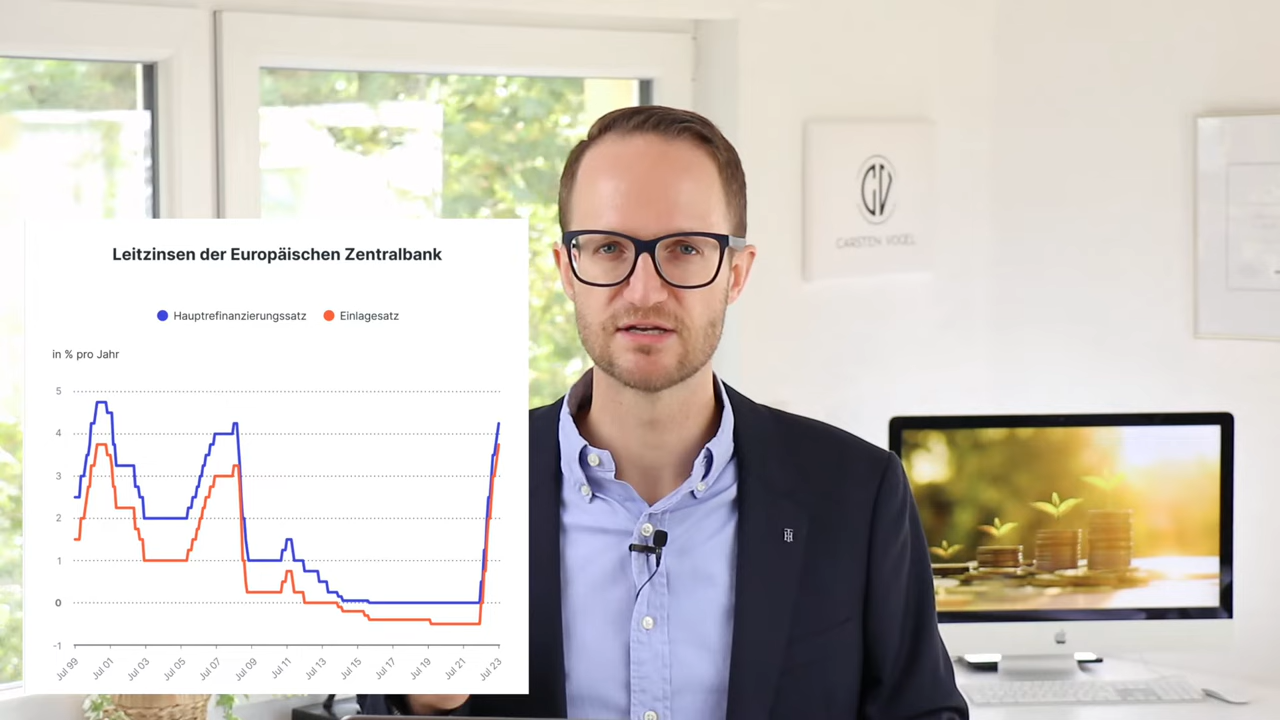 Leitzinsen der Europäischen Zentralbank
Hauptrefinanzierungssatz Einlagesatz
in % pro Jahr
5
4
3
2
1
0
-1
Jul 99 Jul 01 Jul 03 Jul 05 Jul 07 Jul 09 Jul 11 Jul 13 Jul 15 Jul 17 Jul 19 Jul 21 Jul 23
CV
CARSTEN VOGEL